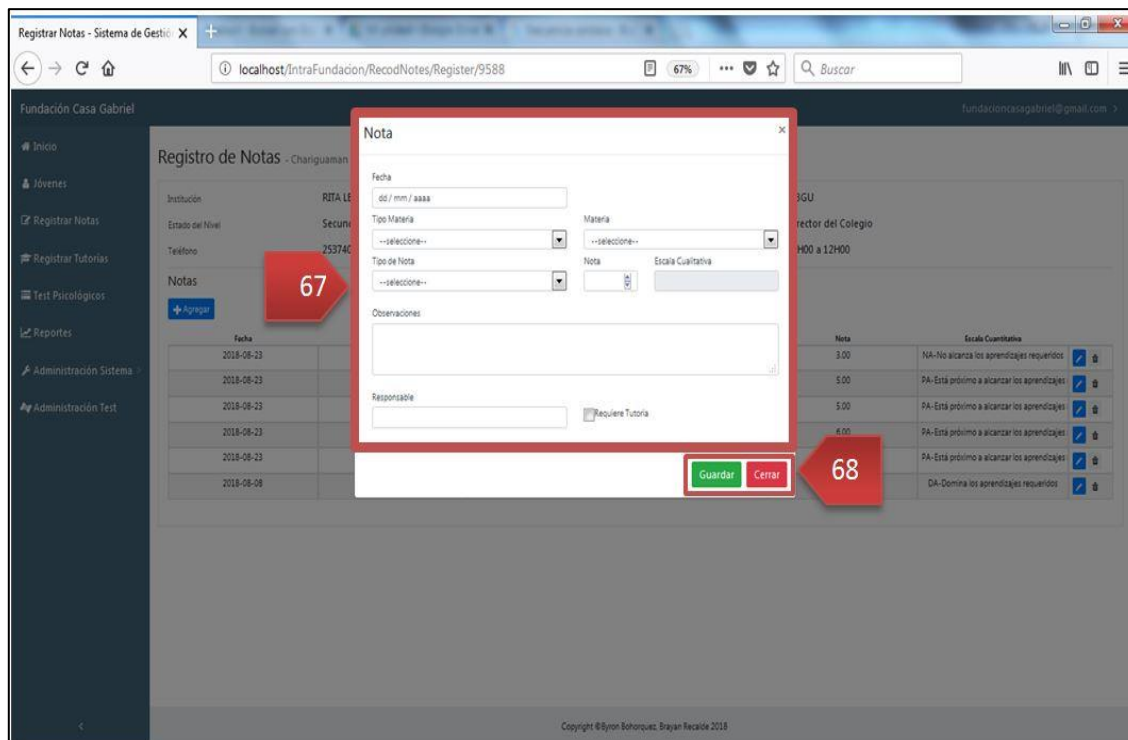 Registrar Notas - Sistema de Gestió
localhost/IntraFundacion/RecodNotes/Register/9588
67%
Buscar
Fundación Casa Gabriel
fundacioncasagabriel@gmail.com
Inicio
Jóvenes
Registrar Notas
Registrar Tutorias
Test Psicológicos
Reportes
Administración Sistema
Administración Test
Registro de Notas - Chariguaman
Institución
RITA LE
BGU
Estado del Nivel
Secun
rector del Colegio
Teléfono
253740
H00 a 12H00
Notas
Agregar
Fecha
Nota
Escala Cuantitativa
2018-08-23
3.00
NA-No alcanza los aprendizajes requeridos
2018-08-23
5.00
PA-Está próximo a alcanzar los aprendizajes
2018-08-23
5.00
PA-Está próximo a alcanzar los aprendizajes
2018-08-23
6.00
PA-Está próximo a alcanzar los aprendizajes
2018-08-23
PA-Está próximo a alcanzar los aprendizajes
2018-08-08
DA-Domina los aprendizajes requeridos
Nota
×
Fecha
dd / mm / aaaa
Tipo Materia
Materia
--seleccione--
--seleccione--
Tipo de Nota
Nota
Escala Cualitativa
--seleccione--
Observaciones
Responsable
Requiere Tutoria
Guardar
Cerrar
67
68
Copyright ©Byron Bohorquez, Brayan Recalde 2018